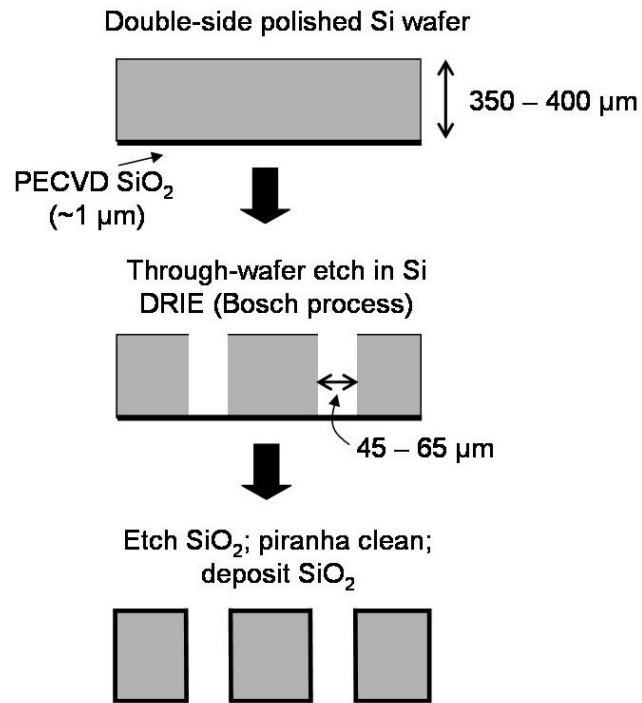 Double-side polished Si wafer
350 – 400 µm
PECVD SiO₂
(~1 µm)
Through-wafer etch in Si
DRIE (Bosch process)
45 – 65 µm
Etch SiO₂; piranha clean;
deposit SiO₂